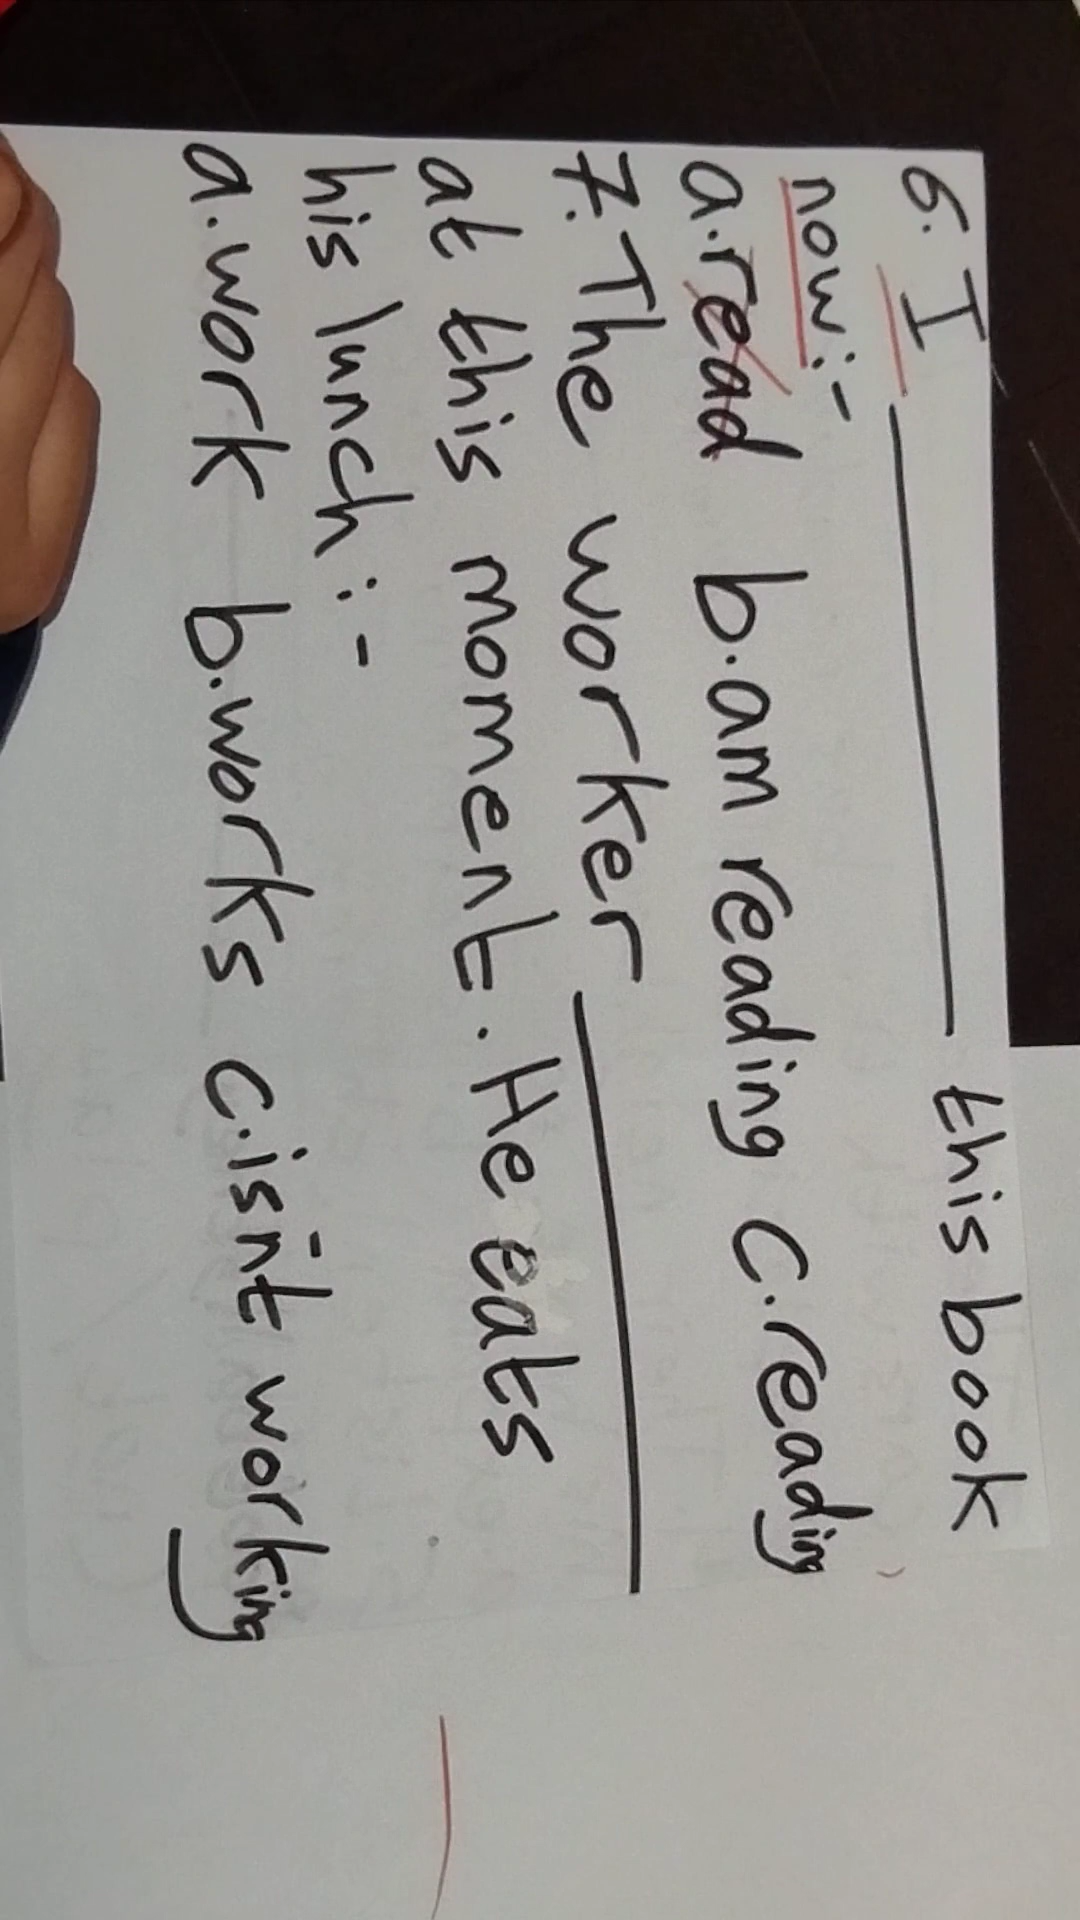 6. I ________ this book
now:-
a.read b.am reading c.reading
7. The worker ________
at this moment. He eats
his lunch:-
a.work b.works c.isn't working